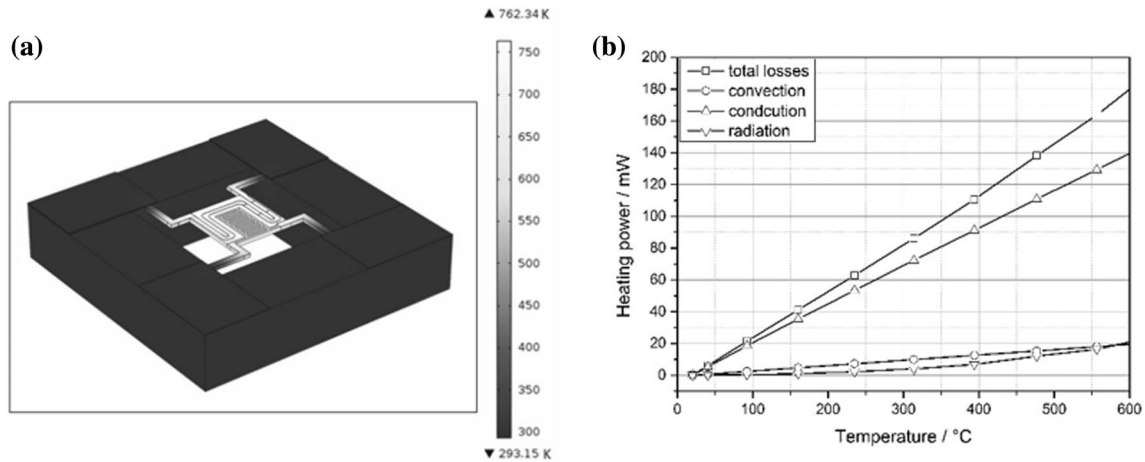 (a)
▲ 762.34 K
750
700
650
600
550
500
450
400
350
300
▼ 293.15 K
(b)
Heating power / mW
200
180
160
140
120
100
80
60
40
20
0
total losses
convection
condcution
radiation
0 100 200 300 400 500 600
Temperature / °C